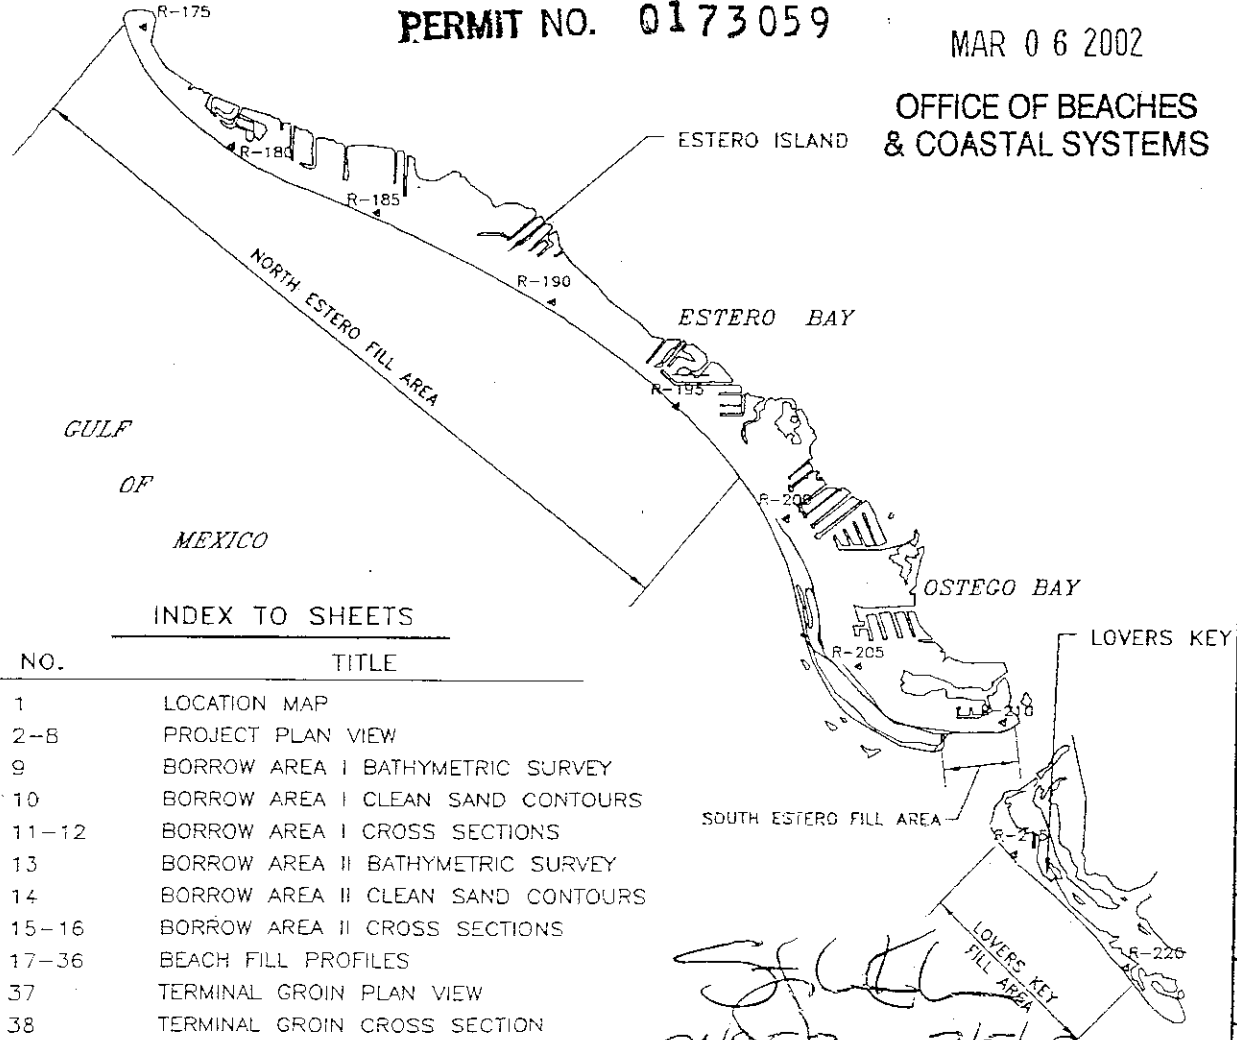 R-175
PERMIT NO. 0173059
MAR 06 2002
OFFICE OF BEACHES
& COASTAL SYSTEMS
ESTERO ISLAND
R-180
R-185
R-190
NORTH ESTERO FILL AREA
ESTERO BAY
R-195
GULF
OF
MEXICO
R-200
OSTEGO BAY
LOVERS KEY
R-205
R-210
SOUTH ESTERO FILL AREA
R-215
LOVERS KEY
FILL AREA
R-220
INDEX TO SHEETS
NO. TITLE
1 LOCATION MAP
2-8 PROJECT PLAN VIEW
9 BORROW AREA I BATHYMETRIC SURVEY
10 BORROW AREA I CLEAN SAND CONTOURS
11-12 BORROW AREA I CROSS SECTIONS
13 BORROW AREA II BATHYMETRIC SURVEY
14 BORROW AREA II CLEAN SAND CONTOURS
15-16 BORROW AREA II CROSS SECTIONS
17-36 BEACH FILL PROFILES
37 TERMINAL GROIN PLAN VIEW
38 TERMINAL GROIN CROSS SECTION